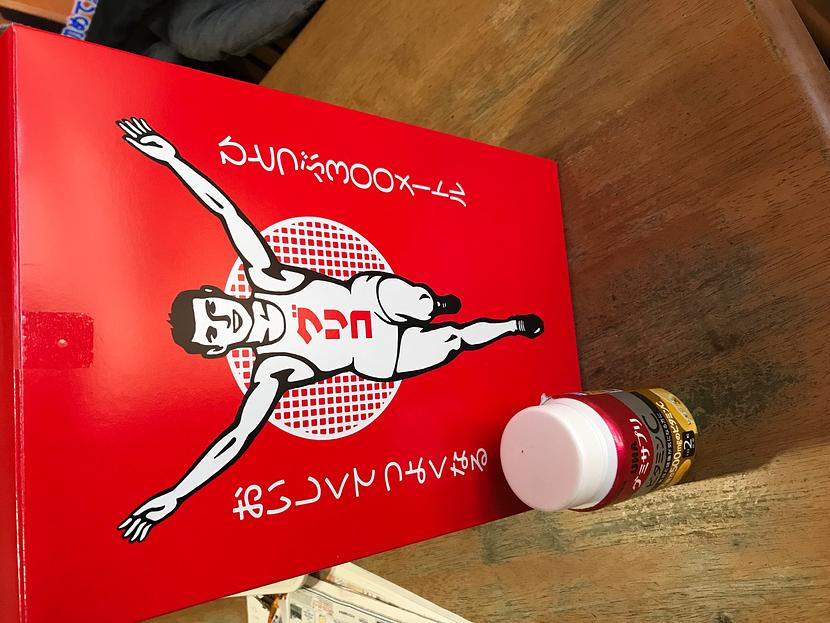 ひとつぶ300メートル
グリコ
おいしくてつよくなる
UHA
グミサプリ
ビタミンC